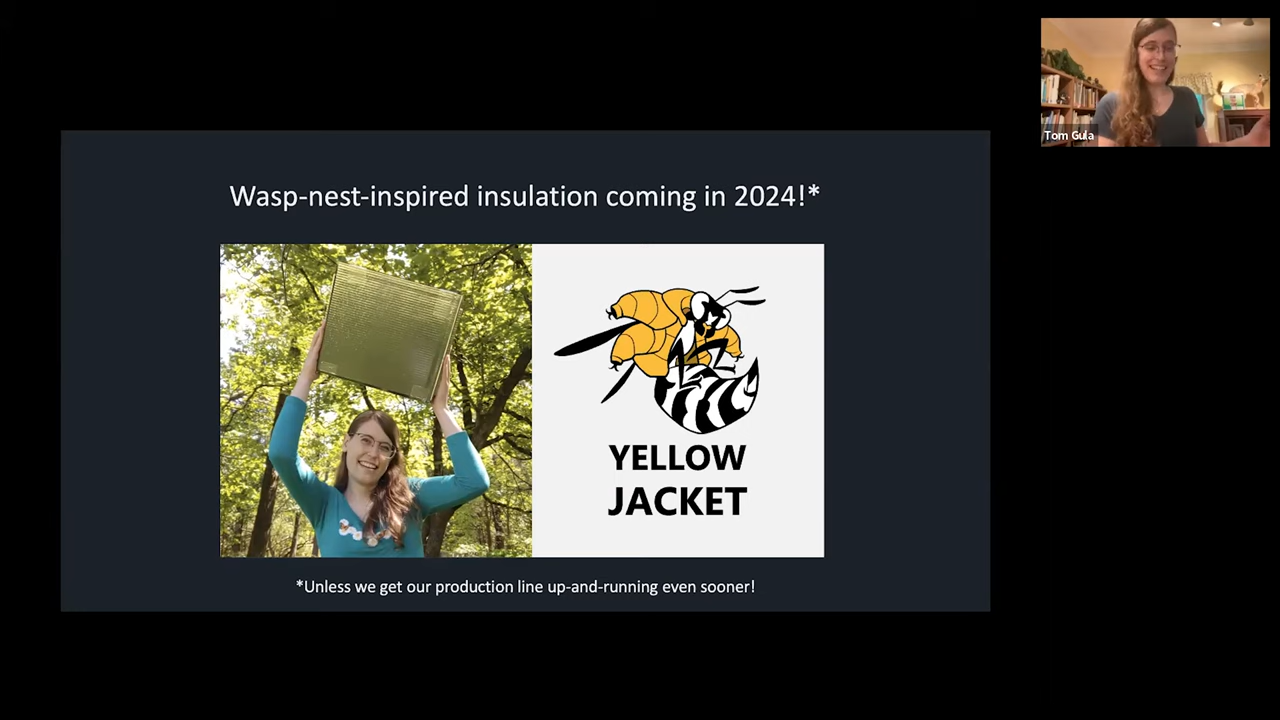 Wasp-nest-inspired insulation coming in 2024!*
YELLOW
JACKET
*Unless we get our production line up-and-running even sooner!
Tom Gula